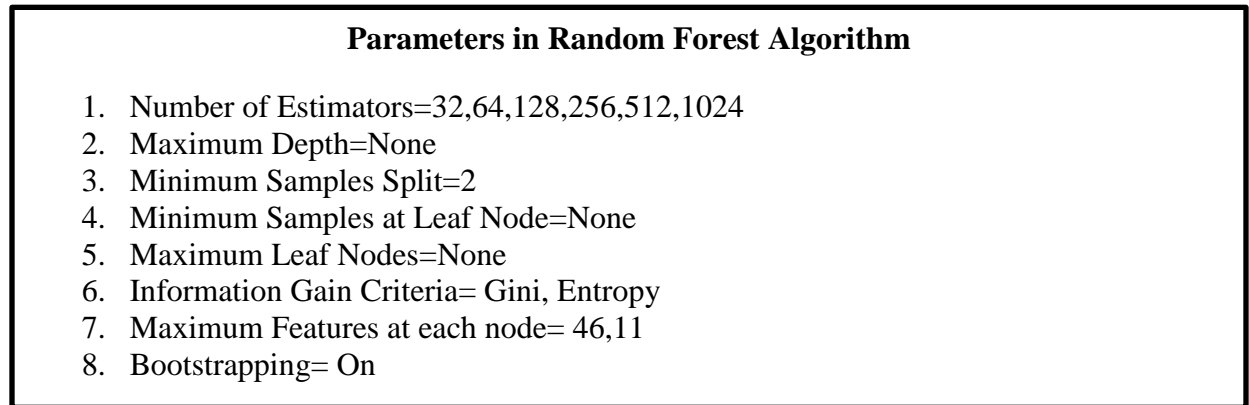 Parameters in Random Forest Algorithm
1. Number of Estimators=32,64,128,256,512,1024
2. Maximum Depth=None
3. Minimum Samples Split=2
4. Minimum Samples at Leaf Node=None
5. Maximum Leaf Nodes=None
6. Information Gain Criteria= Gini, Entropy
7. Maximum Features at each node= 46,11
8. Bootstrapping= On